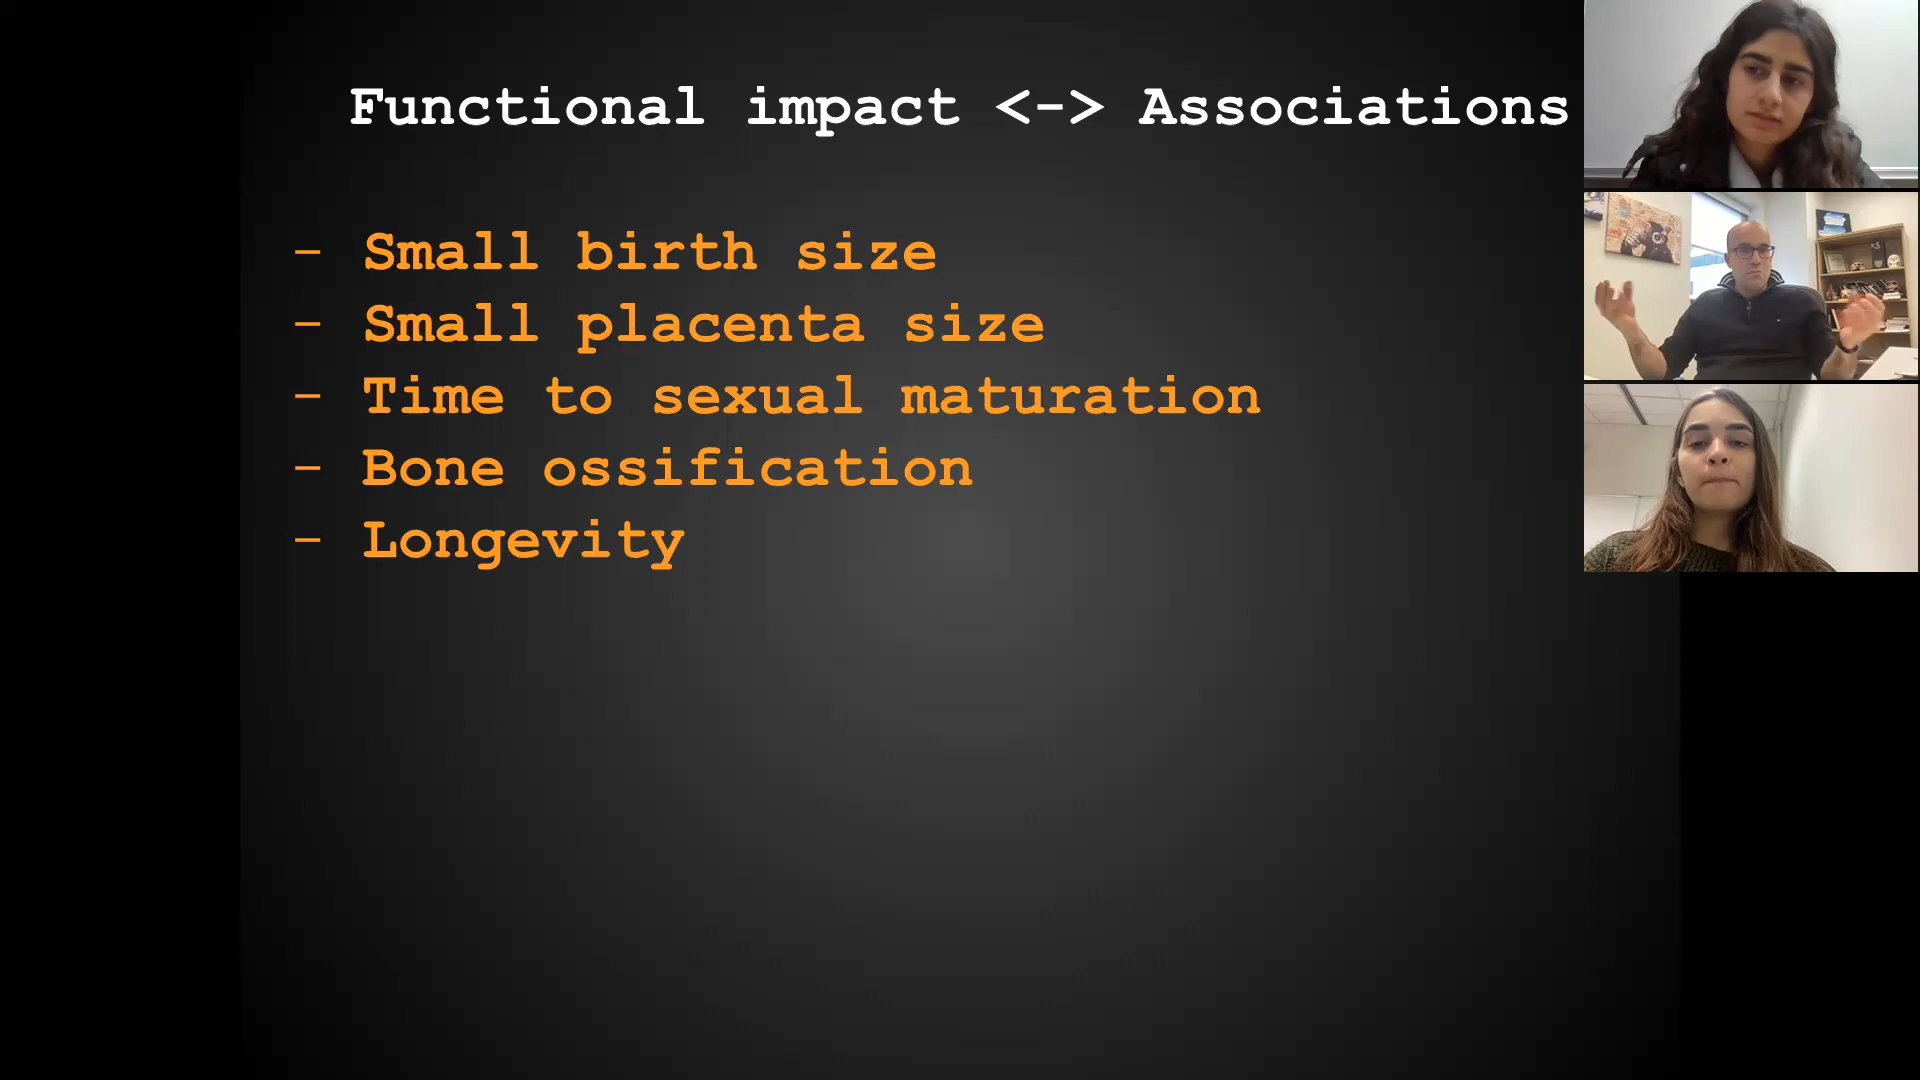 Functional impact <-> Associations
- Small birth size
- Small placenta size
- Time to sexual maturation
- Bone ossification
- Longevity